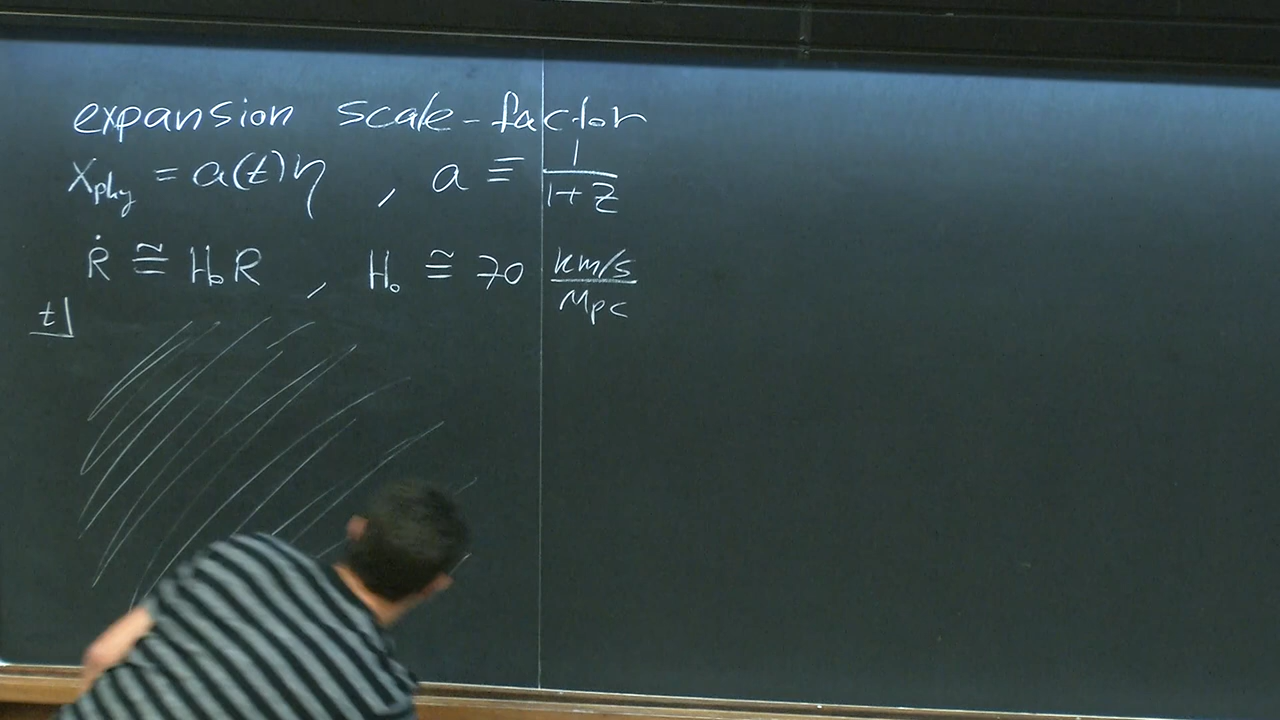 expansion scale-factor
X_phy = a(t)η , a ≡ 1/(1+z)
Ṙ ≅ H₀R , H₀ ≅ 70 km/s/Mpc
t